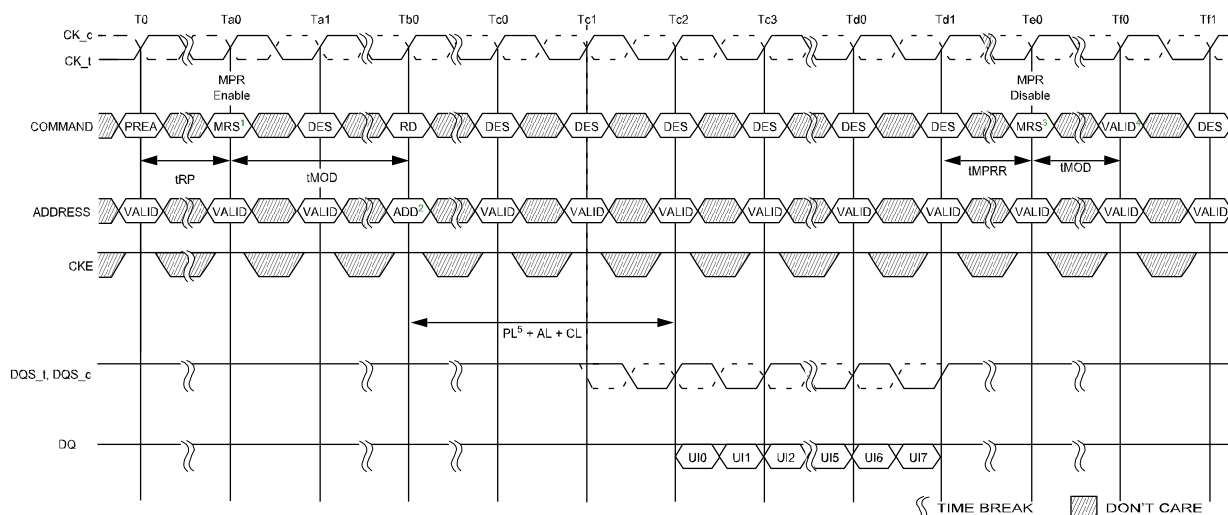 T0 Ta0 Ta1 Tb0 Tc0 Tc1 Tc2 Tc3 Td0 Td1 Te0 Tf0 Tf1
CK_c
CK_t
MPR Enable
MPR Disable
COMMAND PREA MRS¹ DES RD DES DES DES DES DES DES MRS³ VALID⁴ DES
tRP tMOD tMPRR tMOD
ADDRESS VALID VALID VALID ADD² VALID VALID VALID VALID VALID VALID VALID VALID VALID
CKE
PL⁵ + AL + CL
DQS_t, DQS_c
DQ UI0 UI1 UI2 UI5 UI6 UI7
TIME BREAK DON'T CARE